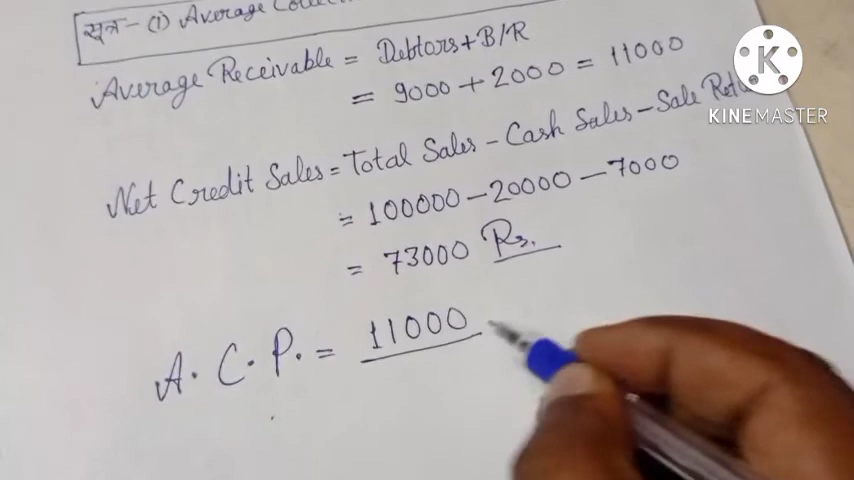 सूत्र - (i) Average
Average Receivable = Debtors + B/R
= 9000 + 2000 = 11000
Net Credit Sales = Total Sales - Cash Sales - Sale
= 100000 - 20000 - 7000
= 73000 Rs.
A. C. P. = 11000
K
KINEMASTER